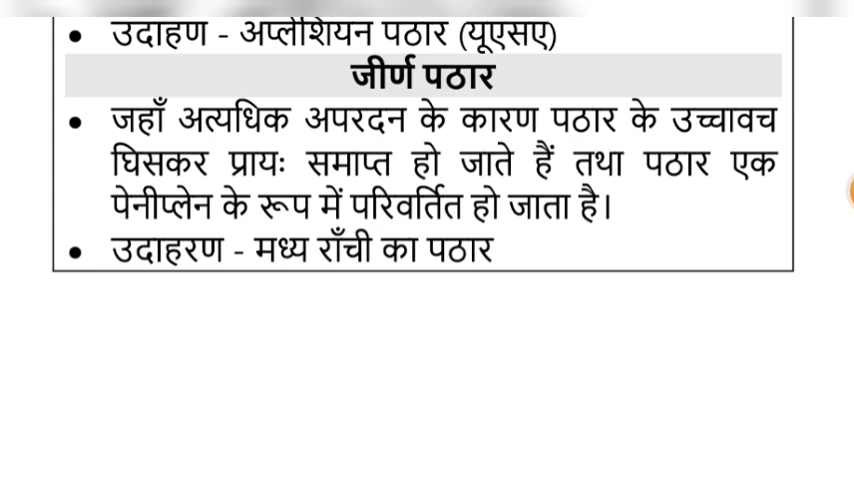 • उदाहण - अप्लेशियन पठार (यूएसए)
जीर्ण पठार
• जहाँ अत्यधिक अपरदन के कारण पठार के उच्चावच
घिसकर प्रायः समाप्त हो जाते हैं तथा पठार एक
पेनीप्लेन के रूप में परिवर्तित हो जाता है।
• उदाहरण - मध्य राँची का पठार